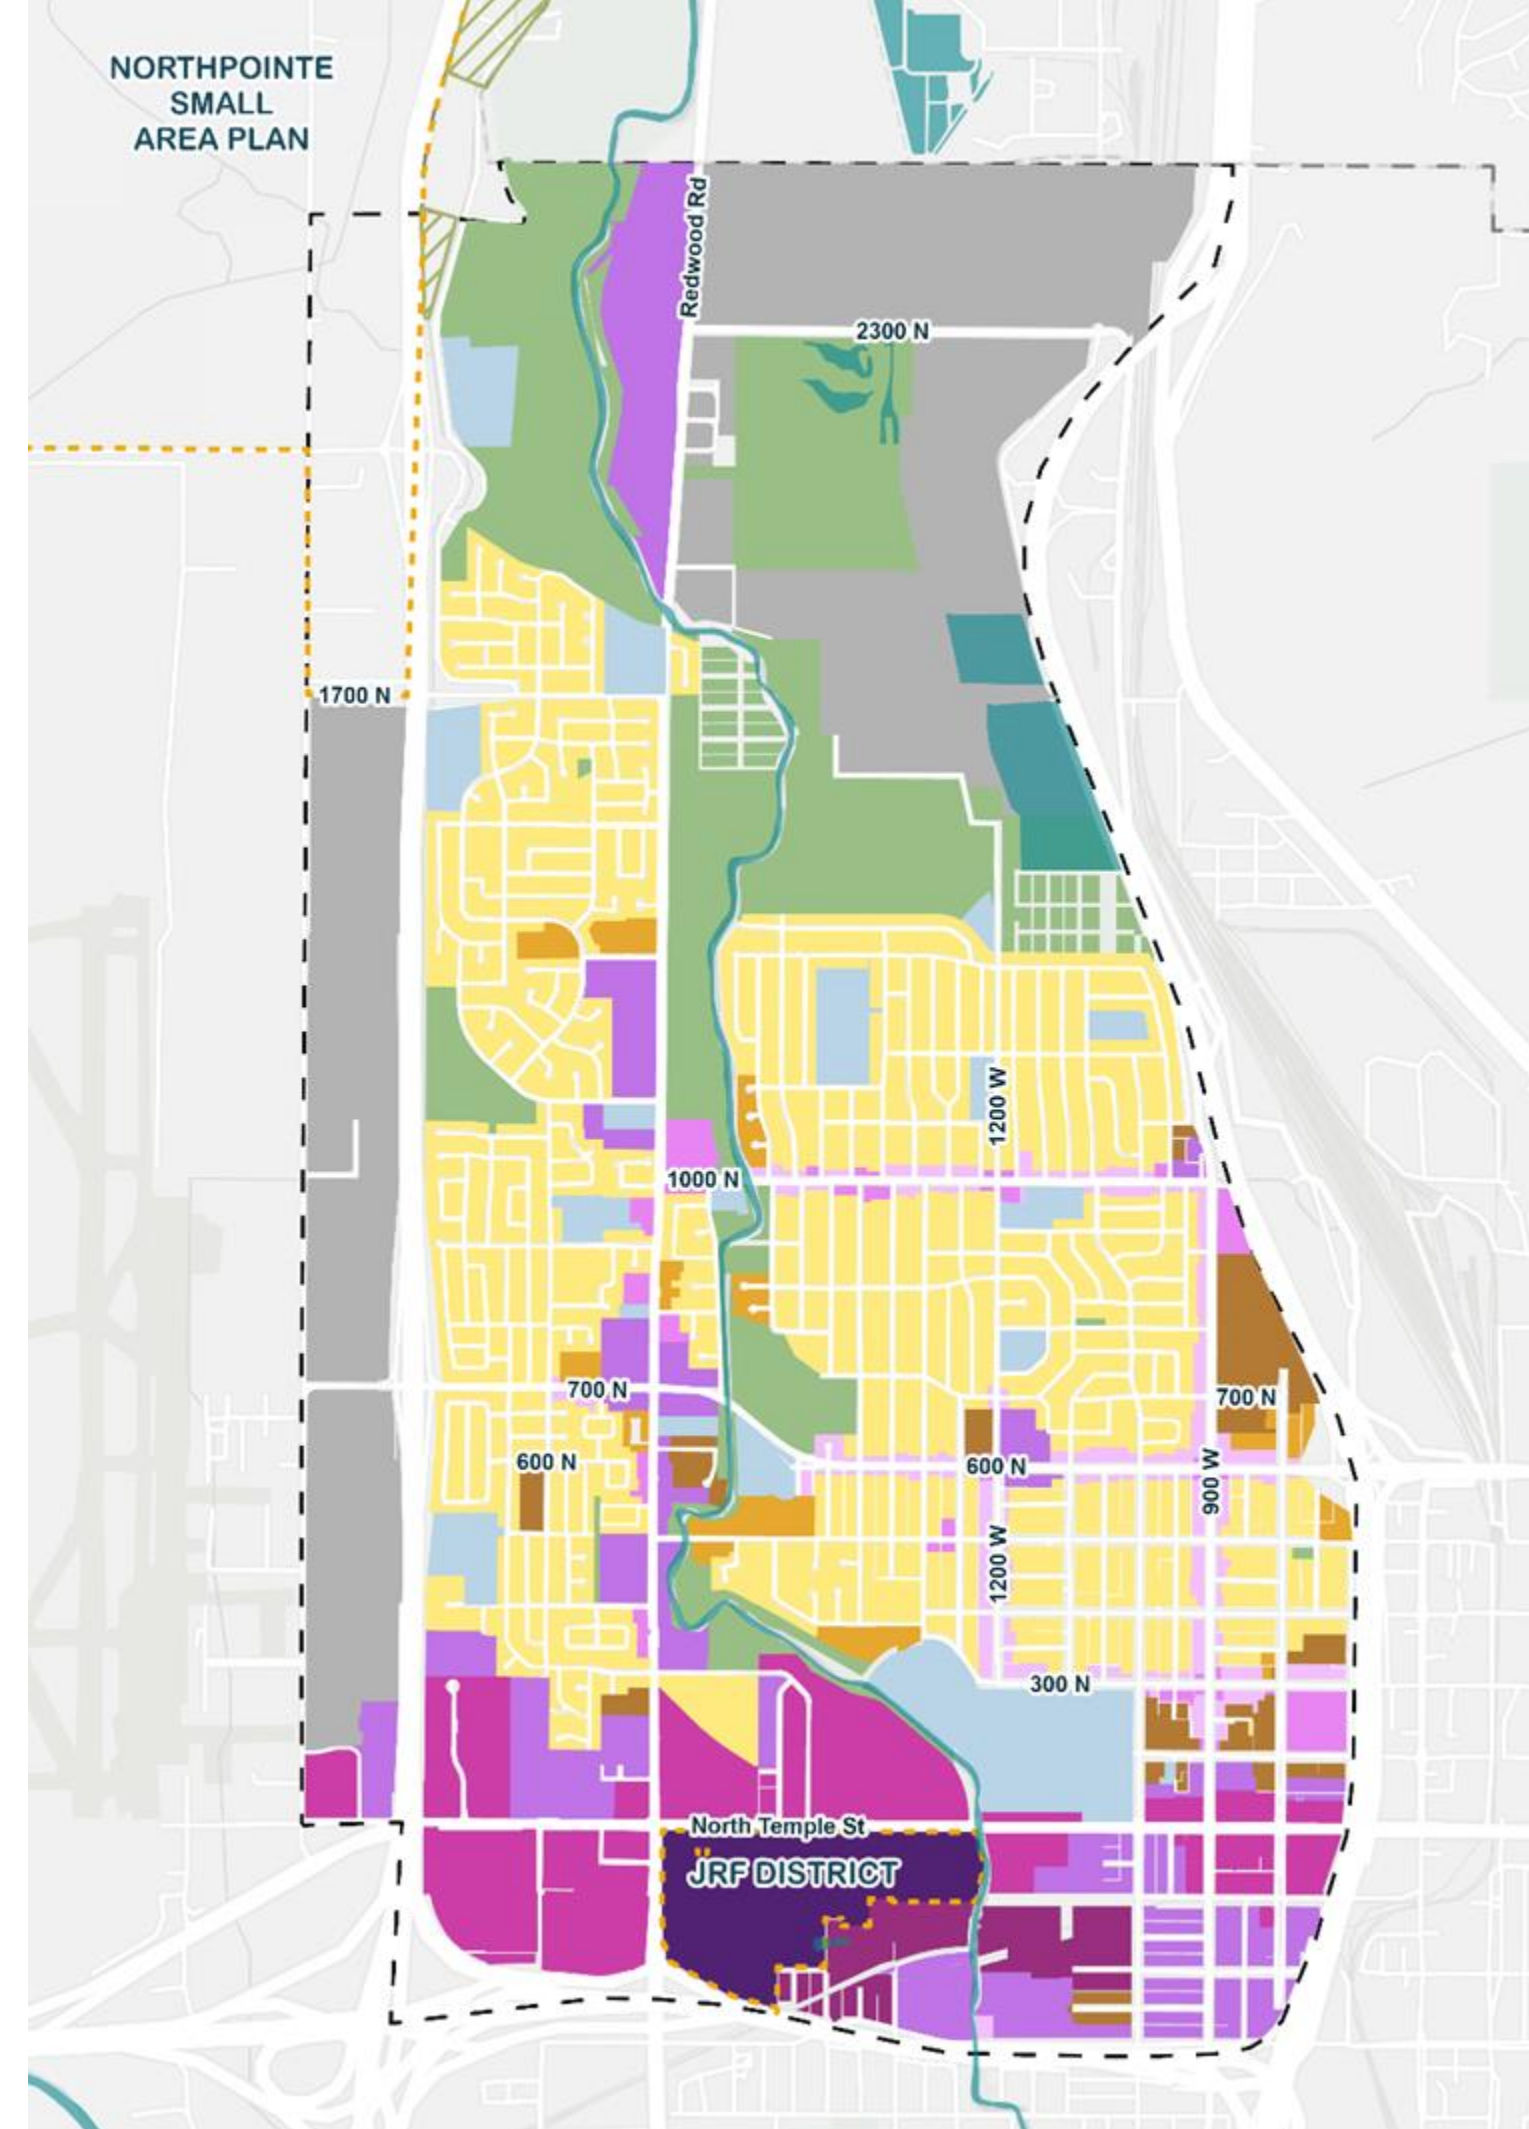 NORTHPOINTE
SMALL
AREA PLAN
Redwood Rd
2300 N
1700 N
1200 W
1000 N
700 N
700 N
600 N
600 N
900 W
1200 W
300 N
North Temple St
JRF DISTRICT